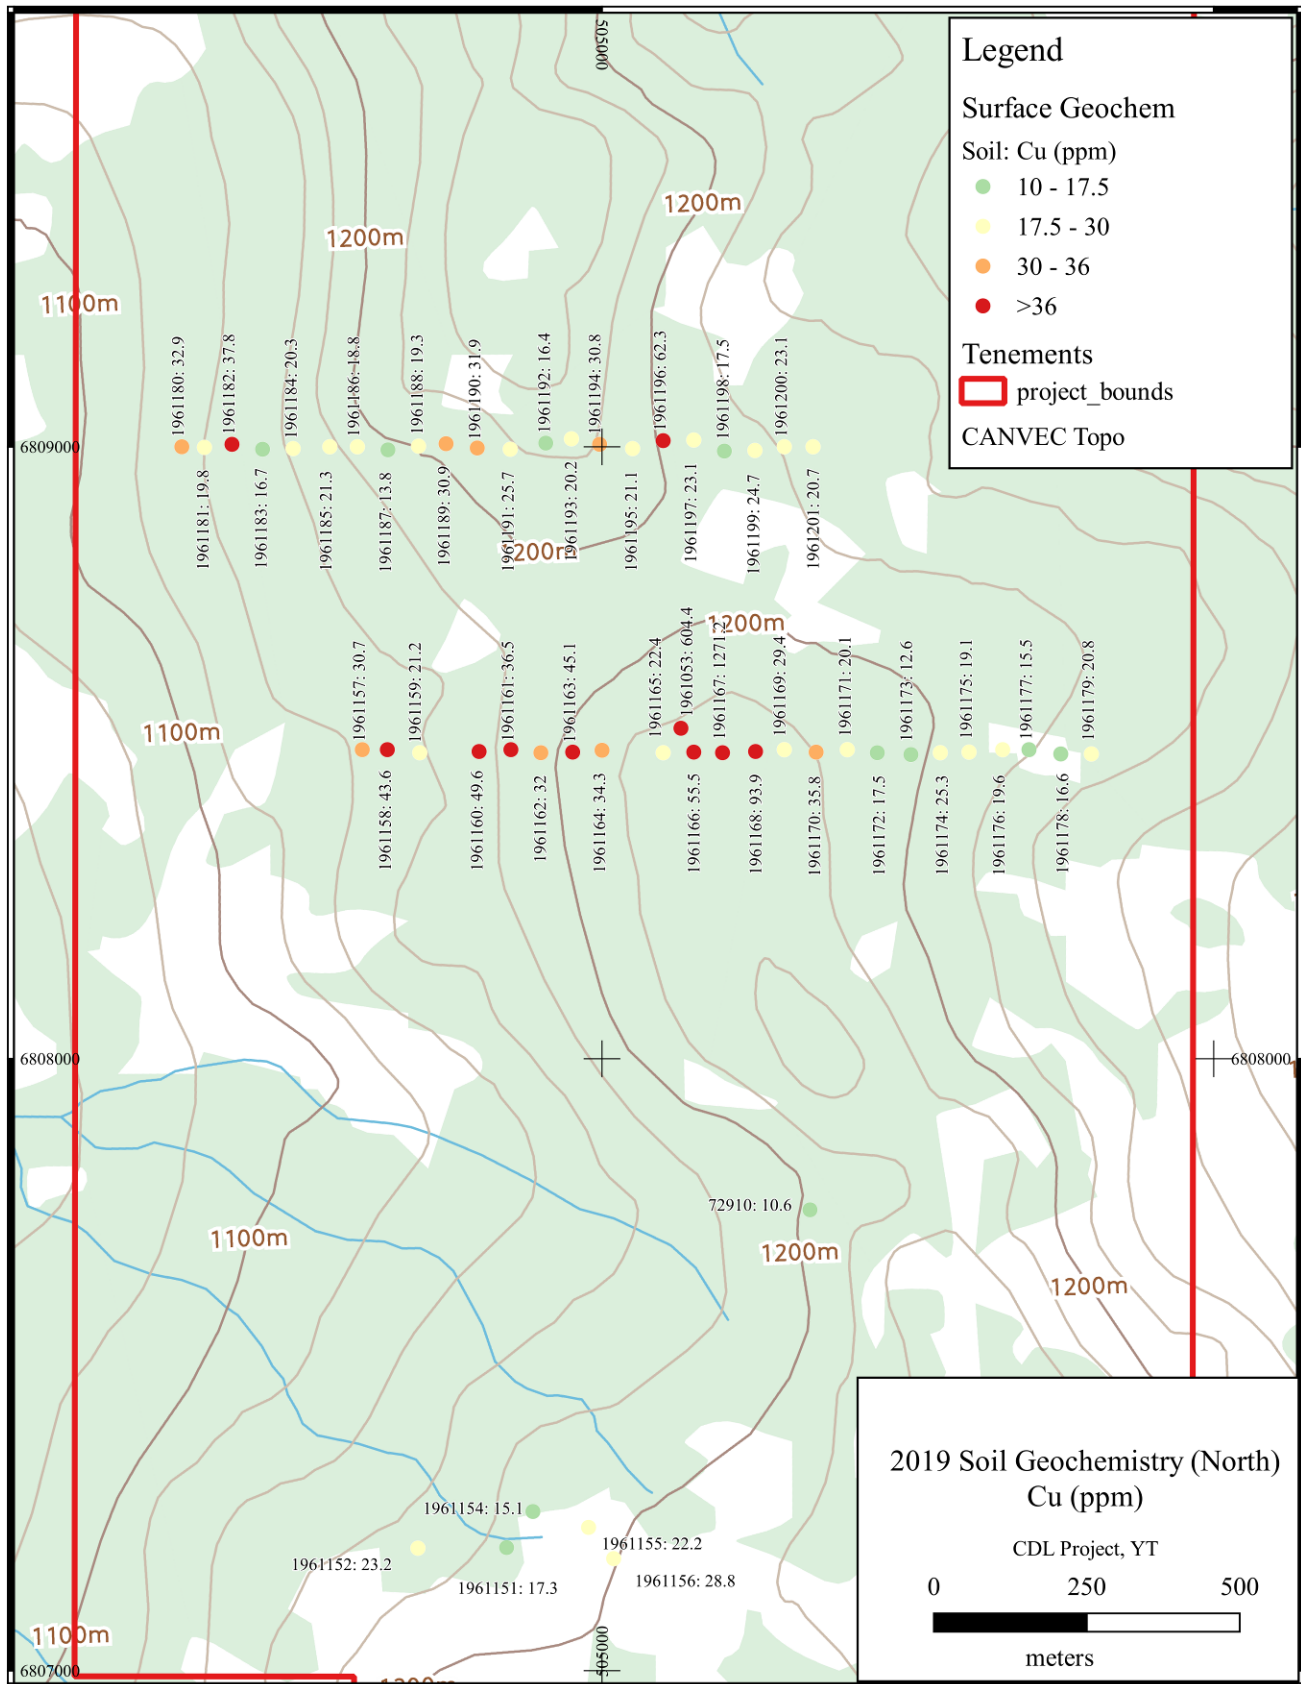 505000
Legend
Surface Geochem
Soil: Cu (ppm)
10 - 17.5
17.5 - 30
30 - 36
>36
Tenements
project_bounds
CANVEC Topo
1200m
1200m
1100m
1961180: 32.9
1961182: 37.8
1961184: 20.3
1961186: 18.8
1961188: 19.3
1961190: 31.9
1961192: 16.4
1961194: 30.8
1961196: 62.3
1961198: 17.5
1961200: 23.1
6809000
1961181: 19.8
1961183: 16.7
1961185: 21.3
1961187: 13.8
1961189: 30.9
1961191: 25.7
1961193: 20.2
1961195: 21.1
1961197: 23.1
1961199: 24.7
1961201: 20.7
1200m
1200m
1961157: 30.7
1961159: 21.2
1961161: 36.5
1961163: 45.1
1961165: 22.4
1961053: 604.4
1961167: 1271.2
1961169: 29.4
1961171: 20.1
1961173: 12.6
1961175: 19.1
1961177: 15.5
1961179: 20.8
1100m
1961158: 43.6
1961160: 49.6
1961162: 32
1961164: 34.3
1961166: 55.5
1961168: 93.9
1961170: 35.8
1961172: 17.5
1961174: 25.3
1961176: 19.6
1961178: 16.6
6808000
6808000
72910: 10.6
1100m
1200m
1200m
1961154: 15.1
1961155: 22.2
1961152: 23.2
1961151: 17.3
1961156: 28.8
1100m
6807000
505000
1200m
2019 Soil Geochemistry (North)
Cu (ppm)
CDL Project, YT
0 250 500
meters